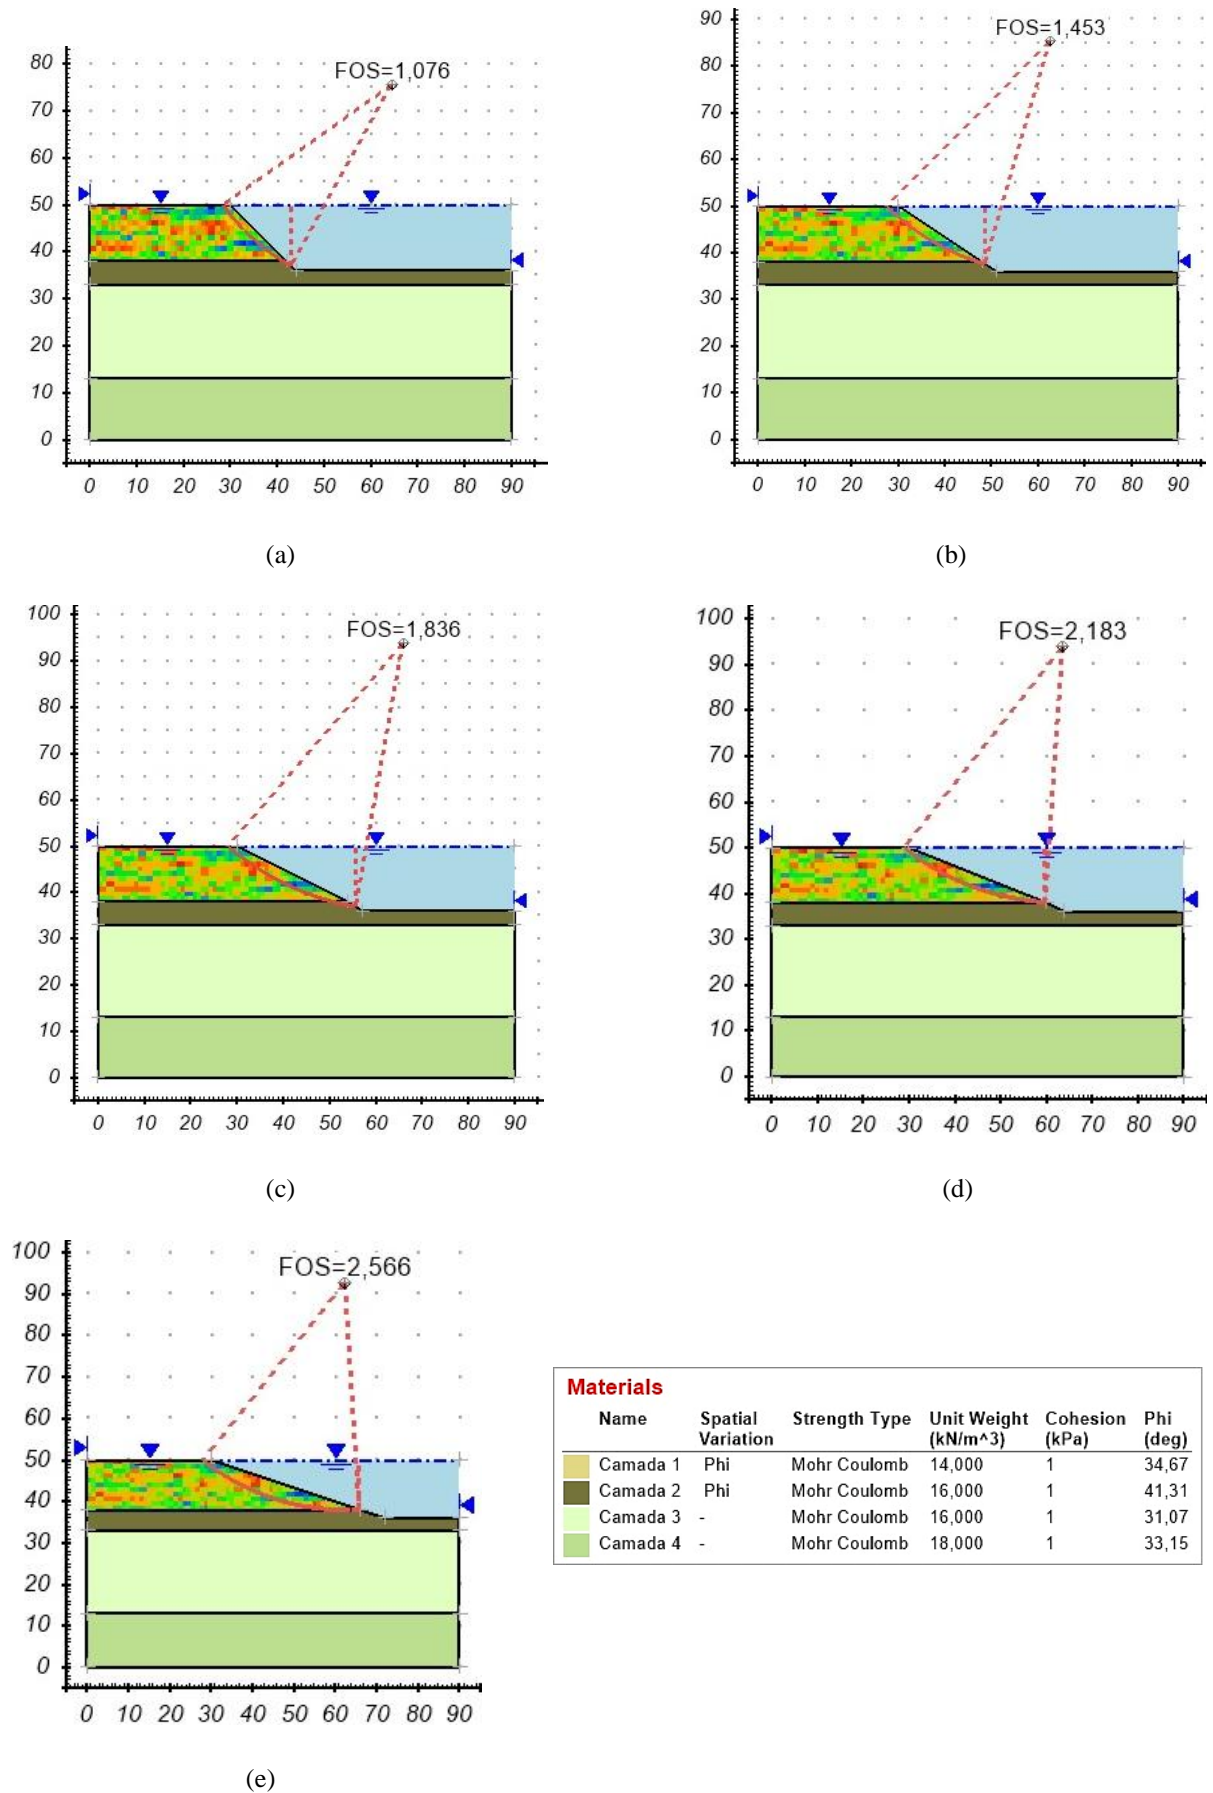 FOS=1,076
80
70
60
50
40
30
20
10
0
0 10 20 30 40 50 60 70 80 90
(a)
FOS=1,453
90
80
70
60
50
40
30
20
10
0
0 10 20 30 40 50 60 70 80 90
(b)
FOS=1,836
100
90
80
70
60
50
40
30
20
10
0
0 10 20 30 40 50 60 70 80 90
(c)
FOS=2,183
100
90
80
70
60
50
40
30
20
10
0
0 10 20 30 40 50 60 70 80 90
(d)
FOS=2,566
100
90
80
70
60
50
40
30
20
10
0
0 10 20 30 40 50 60 70 80 90
(e)
Materials
Name Spatial Variation Strength Type Unit Weight (kN/m^3) Cohesion (kPa) Phi (deg)
Camada 1 Phi Mohr Coulomb 14,000 1 34,67
Camada 2 Phi Mohr Coulomb 16,000 1 41,31
Camada 3 - Mohr Coulomb 16,000 1 31,07
Camada 4 - Mohr Coulomb 18,000 1 33,15